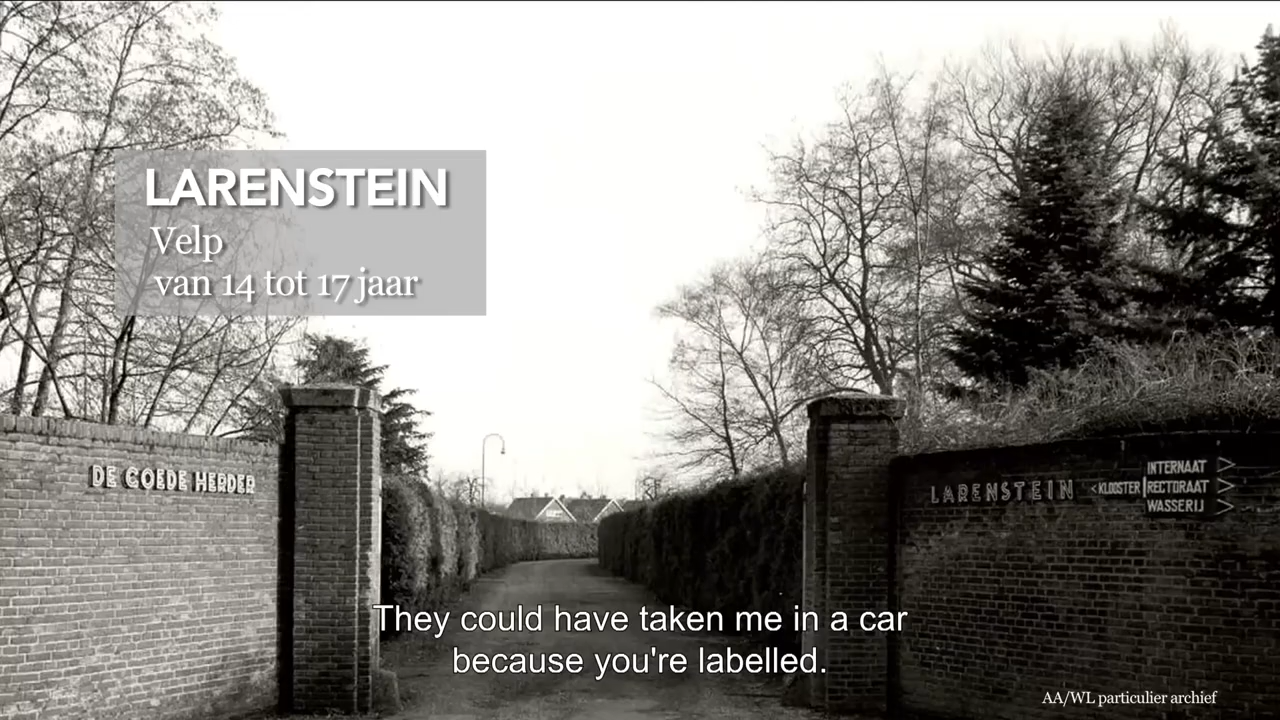 LARENSTEIN
Velp
van 14 tot 17 jaar
DE GOEDE HERDER
LARENSTEIN
INTERNAAT
<KLOOSTER RECTORAAT
WASSERIJ
They could have taken me in a car
because you're labelled.
AA/WL particulier archief